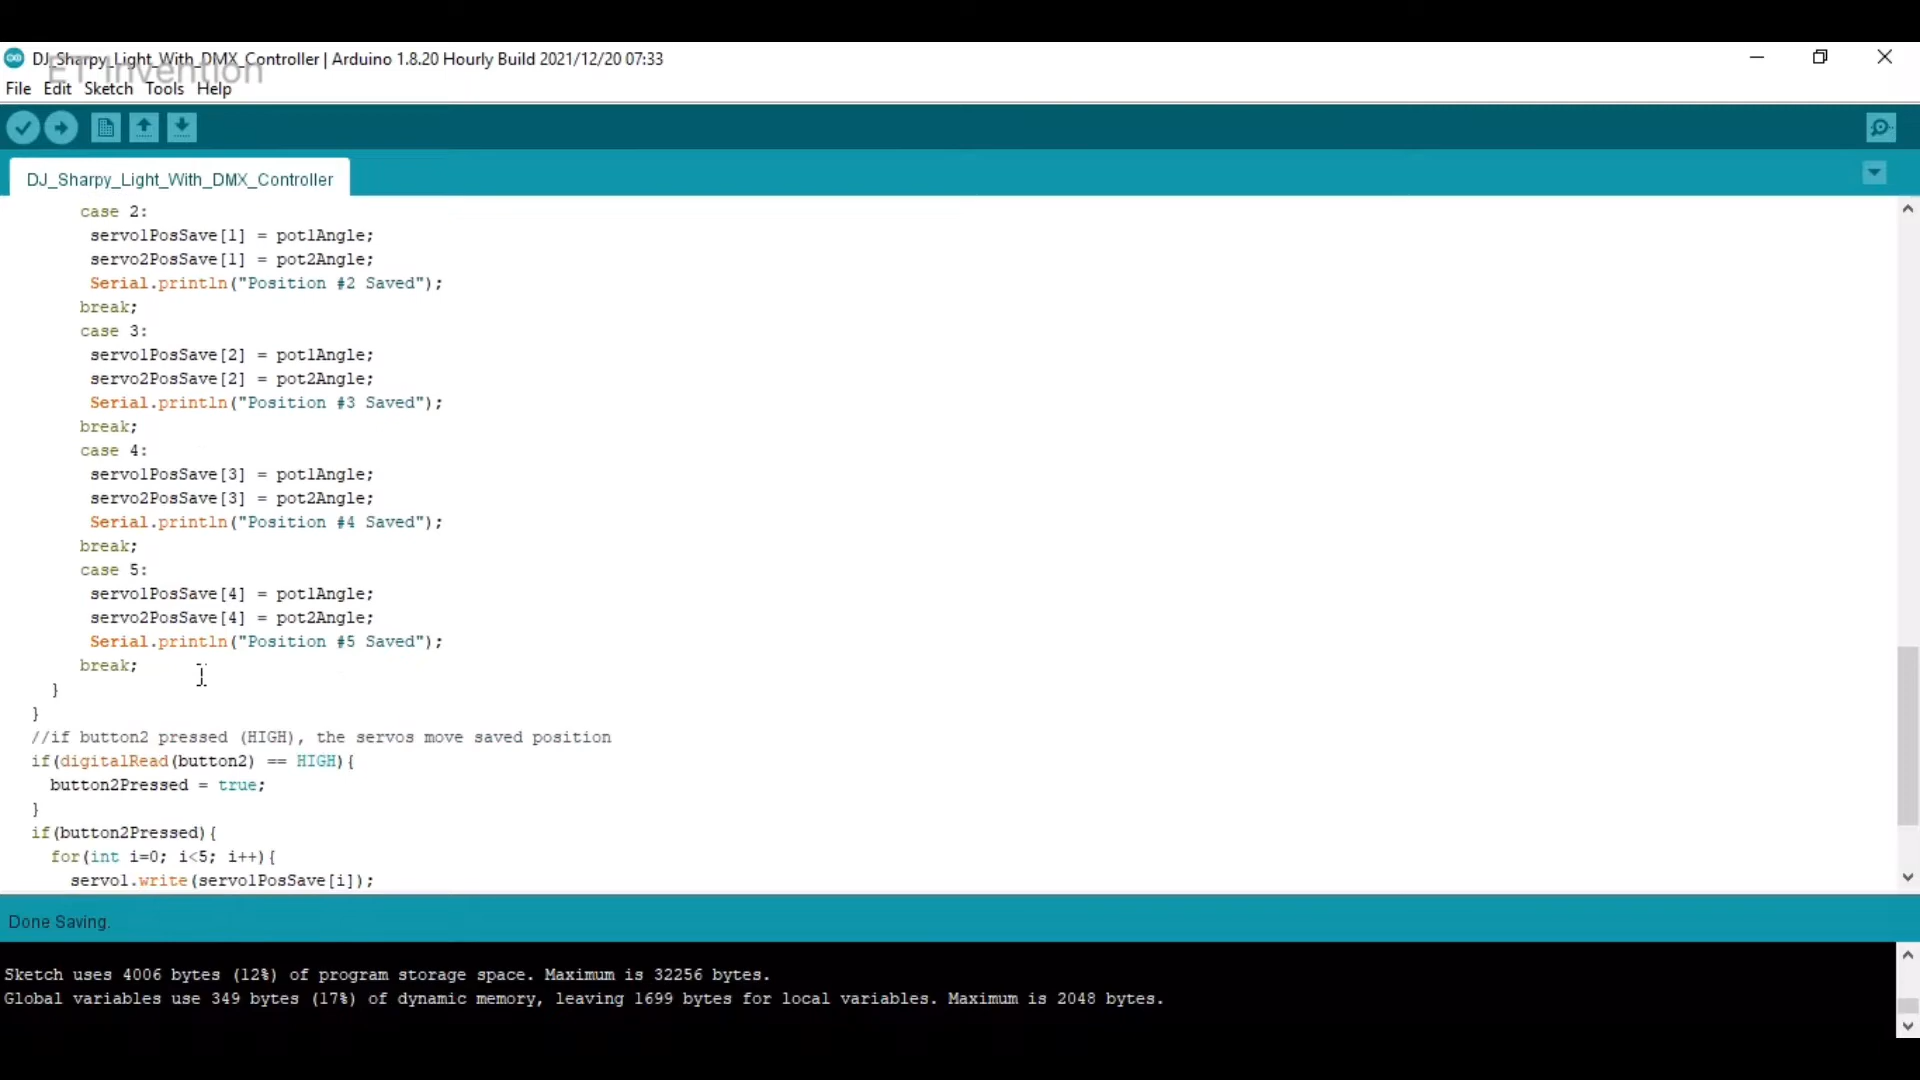 DJ_Sharpy_Light_With_DMX_Controller | Arduino 1.8.20 Hourly Build 2021/12/20 07:33
ET Invention
File Edit Sketch Tools Help
DJ_Sharpy_Light_With_DMX_Controller
case 2:
servo1PosSave[1] = pot1Angle;
servo2PosSave[1] = pot2Angle;
Serial.println("Position #2 Saved");
break;
case 3:
servo1PosSave[2] = pot1Angle;
servo2PosSave[2] = pot2Angle;
Serial.println("Position #3 Saved");
break;
case 4:
servo1PosSave[3] = pot1Angle;
servo2PosSave[3] = pot2Angle;
Serial.println("Position #4 Saved");
break;
case 5:
servo1PosSave[4] = pot1Angle;
servo2PosSave[4] = pot2Angle;
Serial.println("Position #5 Saved");
break;
}
}
//if button2 pressed (HIGH), the servos move saved position
if(digitalRead(button2) == HIGH){
button2Pressed = true;
}
if(button2Pressed){
for(int i=0; i<5; i++){
servo1.write(servo1PosSave[i]);
Done Saving.
Sketch uses 4006 bytes (12%) of program storage space. Maximum is 32256 bytes.
Global variables use 349 bytes (17%) of dynamic memory, leaving 1699 bytes for local variables. Maximum is 2048 bytes.